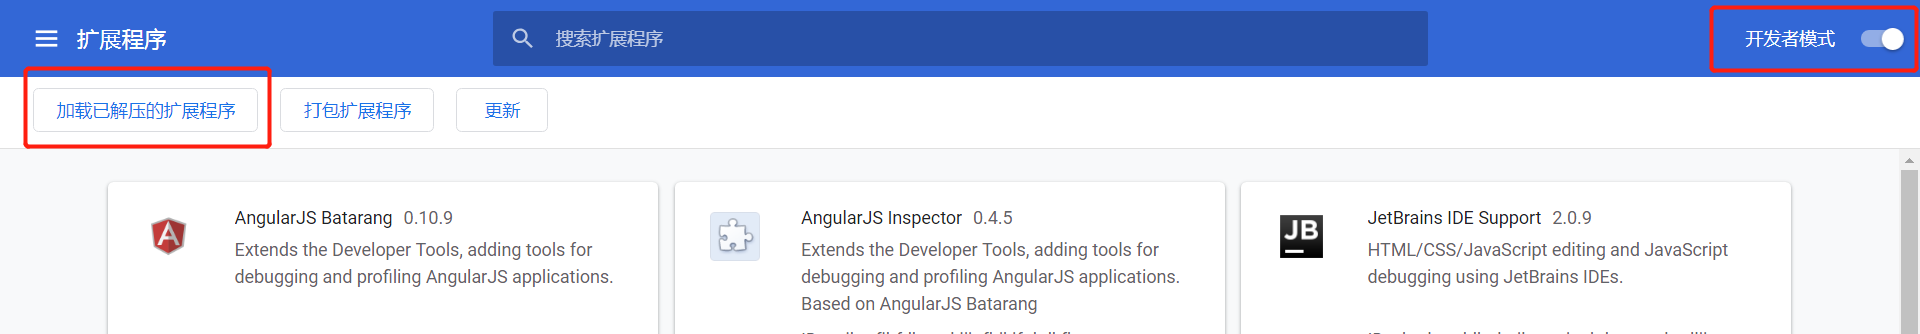 扩展程序
搜索扩展程序
开发者模式
加载已解压的扩展程序
打包扩展程序
更新
AngularJS Batarang 0.10.9
Extends the Developer Tools, adding tools for
debugging and profiling AngularJS applications.
AngularJS Inspector 0.4.5
Extends the Developer Tools, adding tools for
debugging and profiling AngularJS applications.
Based on AngularJS Batarang
JB
JetBrains IDE Support 2.0.9
HTML/CSS/JavaScript editing and JavaScript
debugging using JetBrains IDEs.